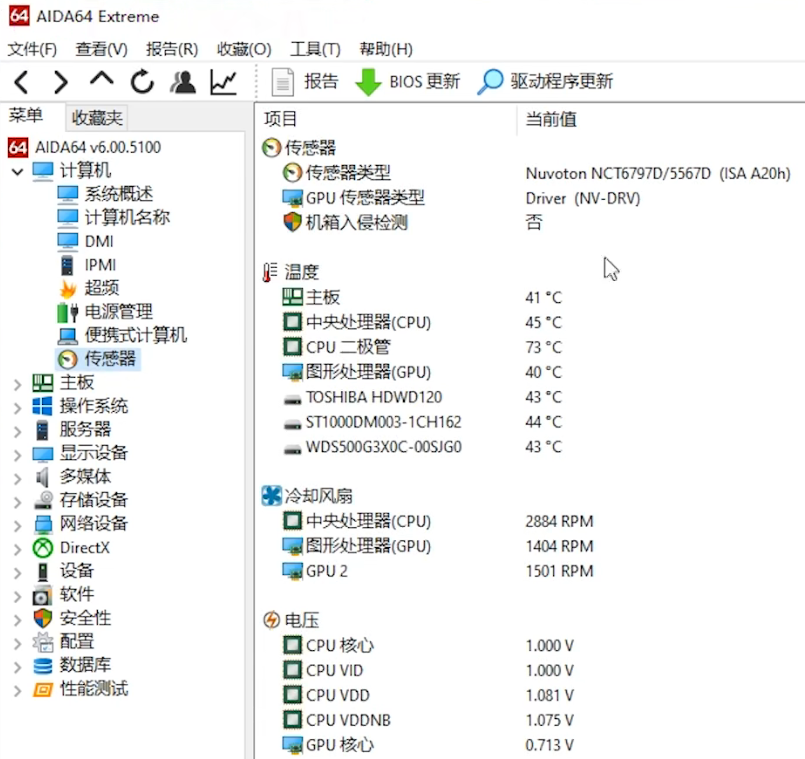 64 AIDA64 Extreme
文件(F) 查看(V) 报告(R) 收藏(O) 工具(T) 帮助(H)
报告 BIOS 更新 驱动程序更新
菜单 收藏夹
项目 当前值
64 AIDA64 v6.00.5100
计算机
系统概述
计算机名称
DMI
IPMI
超频
电源管理
便携式计算机
传感器
主板
操作系统
服务器
显示设备
多媒体
存储设备
网络设备
DirectX
设备
软件
安全性
配置
数据库
性能测试
传感器
传感器类型 Nuvoton NCT6797D/5567D (ISA A20h)
GPU 传感器类型 Driver (NV-DRV)
机箱入侵检测 否
温度
主板 41 °C
中央处理器(CPU) 45 °C
CPU 二极管 73 °C
图形处理器(GPU) 40 °C
TOSHIBA HDWD120 43 °C
ST1000DM003-1CH162 44 °C
WDS500G3X0C-00SJG0 43 °C
冷却风扇
中央处理器(CPU) 2884 RPM
图形处理器(GPU) 1404 RPM
GPU 2 1501 RPM
电压
CPU 核心 1.000 V
CPU VID 1.000 V
CPU VDD 1.081 V
CPU VDDNB 1.075 V
GPU 核心 0.713 V